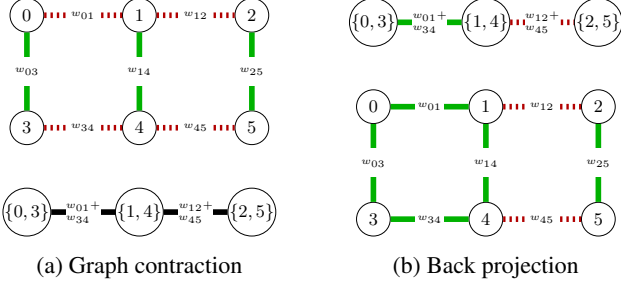 0 w01 1 w12 2
w03 w14 w25
3 w34 4 w45 5
{0, 3} w01+ {1, 4} w12+ {2, 5}
w34 w45
(a) Graph contraction
{0, 3} w01+ {1, 4} w12+ {2, 5}
w34 w45
0 w01 1 w12 2
w03 w14 w25
3 w34 4 w45 5
(b) Back projection